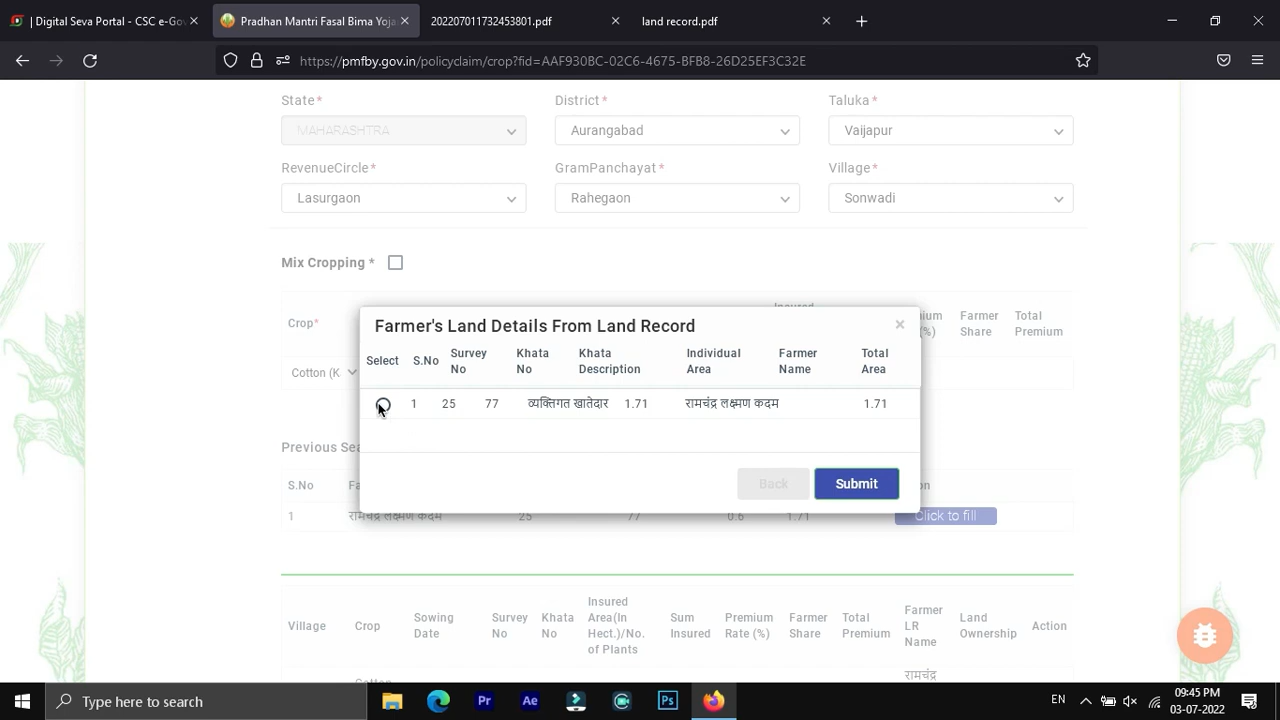 | Digital Seva Portal - CSC e-Gov
Pradhan Mantri Fasal Bima Yoja
202207011732453801.pdf
land record.pdf
https://pmfby.gov.in/policyclaim/crop?fid=AAF930BC-02C6-4675-BFB8-26D25EF3C32E
State* District* Taluka*
MAHARASHTRA Aurangabad Vaijapur
RevenueCircle* GramPanchayat* Village*
Lasurgaon Rahegaon Sonwadi
Mix Cropping *
Insured
Crop* (%) Farmer Share Total Premium
Cotton (K
Farmer's Land Details From Land Record ×
Select S.No Survey No Khata No Khata Description Individual Area Farmer Name Total Area
1 25 77 व्यक्तिगत खातेदार 1.71 रामचंद्र लक्ष्मण कदम 1.71
Back Submit
Previous Sea
S.No
1 रामचंद्र लक्ष्मण कदम 25 77 0.6 1.71 Click to fill
Village Crop Sowing Date Survey No Khata No Insured Area(In Hect.)/No. of Plants Sum Insured Premium Rate (%) Farmer Share Total Premium Farmer LR Name Land Ownership Action
रामचंद्र
Type here to search
Pr Ae Ps
EN
09:45 PM
03-07-2022